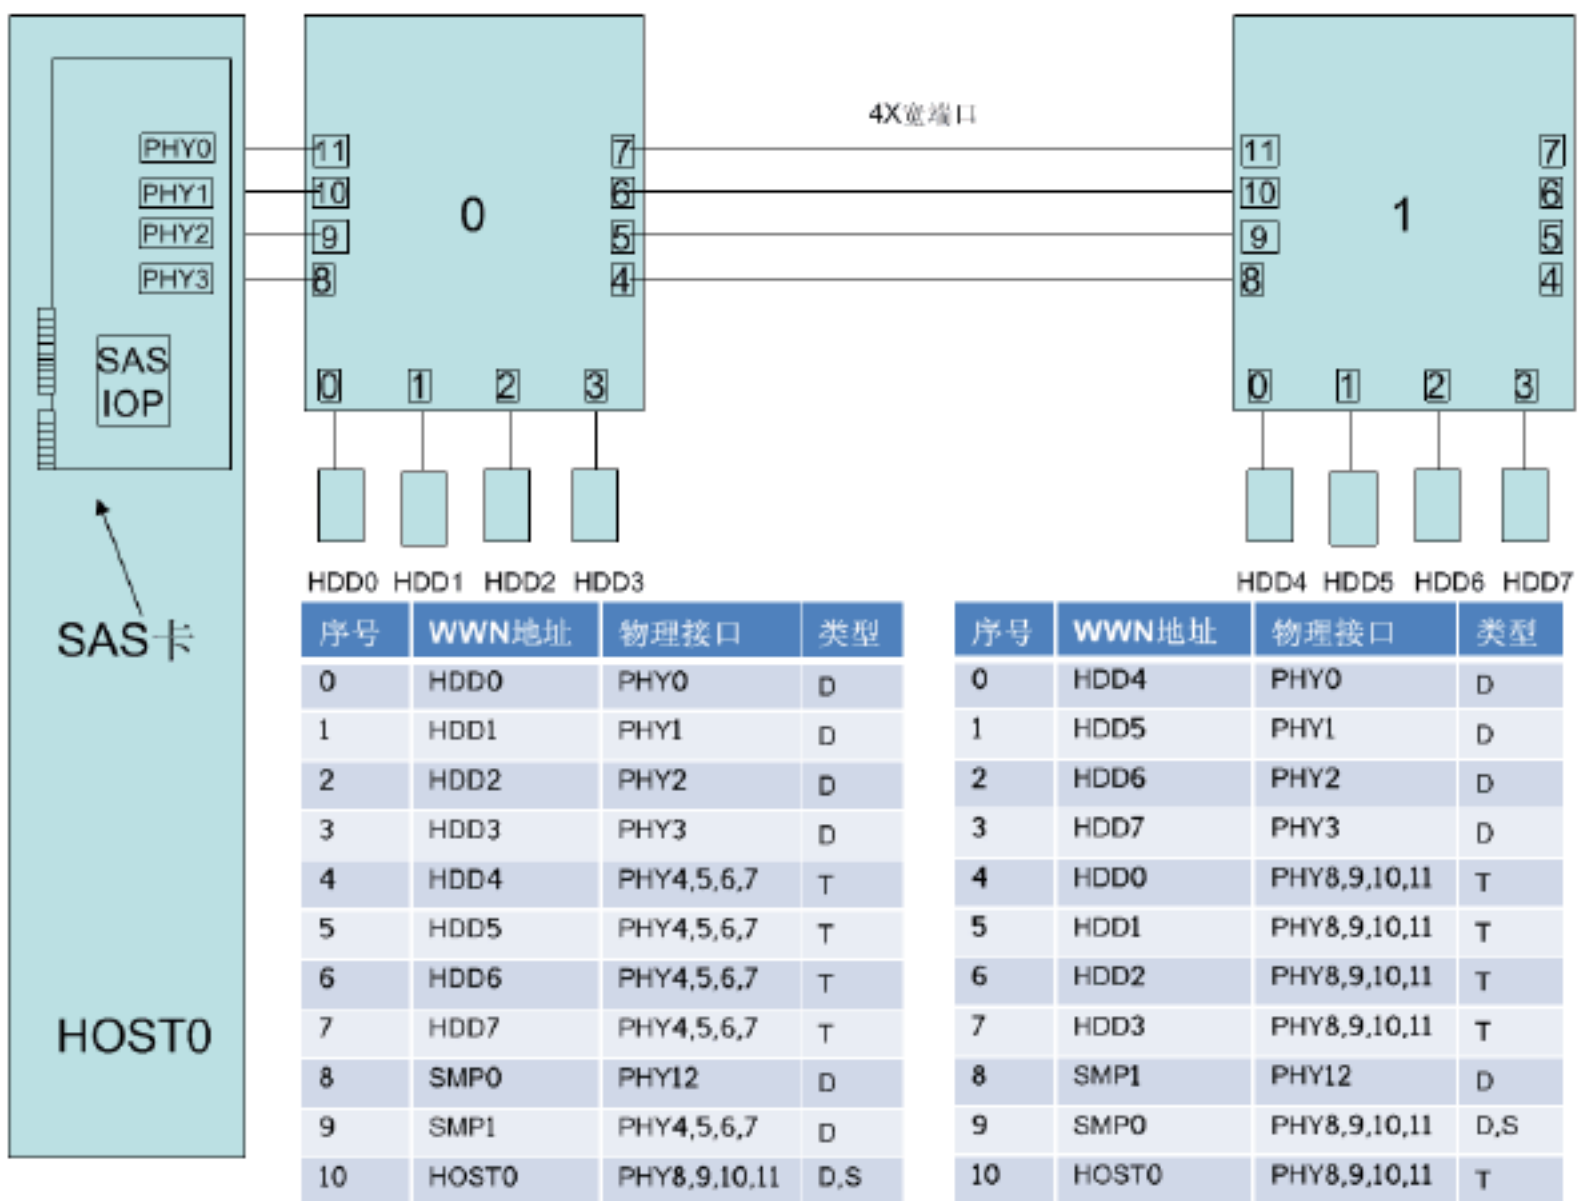 4X宽端口
PHY0 11 7 11 7
PHY1 10 6 10 6
0 1
PHY2 9 5 9 5
PHY3 8 4 8 4
SAS
IOP
0 1 2 3 0 1 2 3
HDD0 HDD1 HDD2 HDD3 HDD4 HDD5 HDD6 HDD7
SAS卡
HOST0
序号 WWN地址 物理接口 类型
0 HDD0 PHY0 D
1 HDD1 PHY1 D
2 HDD2 PHY2 D
3 HDD3 PHY3 D
4 HDD4 PHY4,5,6,7 T
5 HDD5 PHY4,5,6,7 T
6 HDD6 PHY4,5,6,7 T
7 HDD7 PHY4,5,6,7 T
8 SMP0 PHY12 D
9 SMP1 PHY4,5,6,7 D
10 HOST0 PHY8,9,10,11 D,S
序号 WWN地址 物理接口 类型
0 HDD4 PHY0 D
1 HDD5 PHY1 D
2 HDD6 PHY2 D
3 HDD7 PHY3 D
4 HDD0 PHY8,9,10,11 T
5 HDD1 PHY8,9,10,11 T
6 HDD2 PHY8,9,10,11 T
7 HDD3 PHY8,9,10,11 T
8 SMP1 PHY12 D
9 SMP0 PHY8,9,10,11 D,S
10 HOST0 PHY8,9,10,11 T